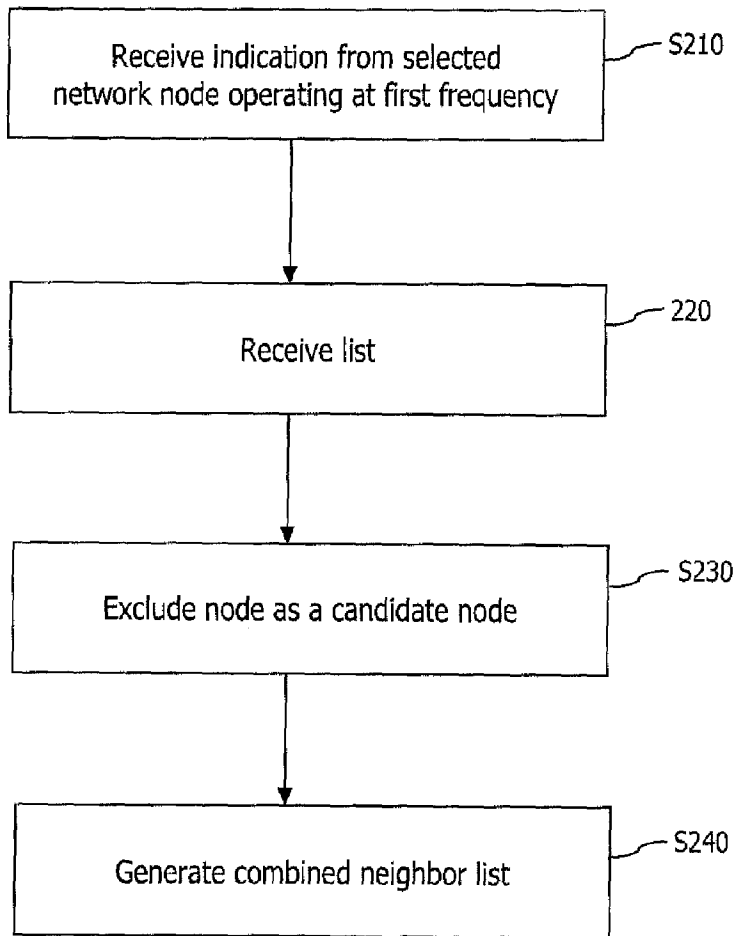 Receive indication from selected
network node operating at first frequency
S210
Receive list
220
Exclude node as a candidate node
S230
Generate combined neighbor list
S240